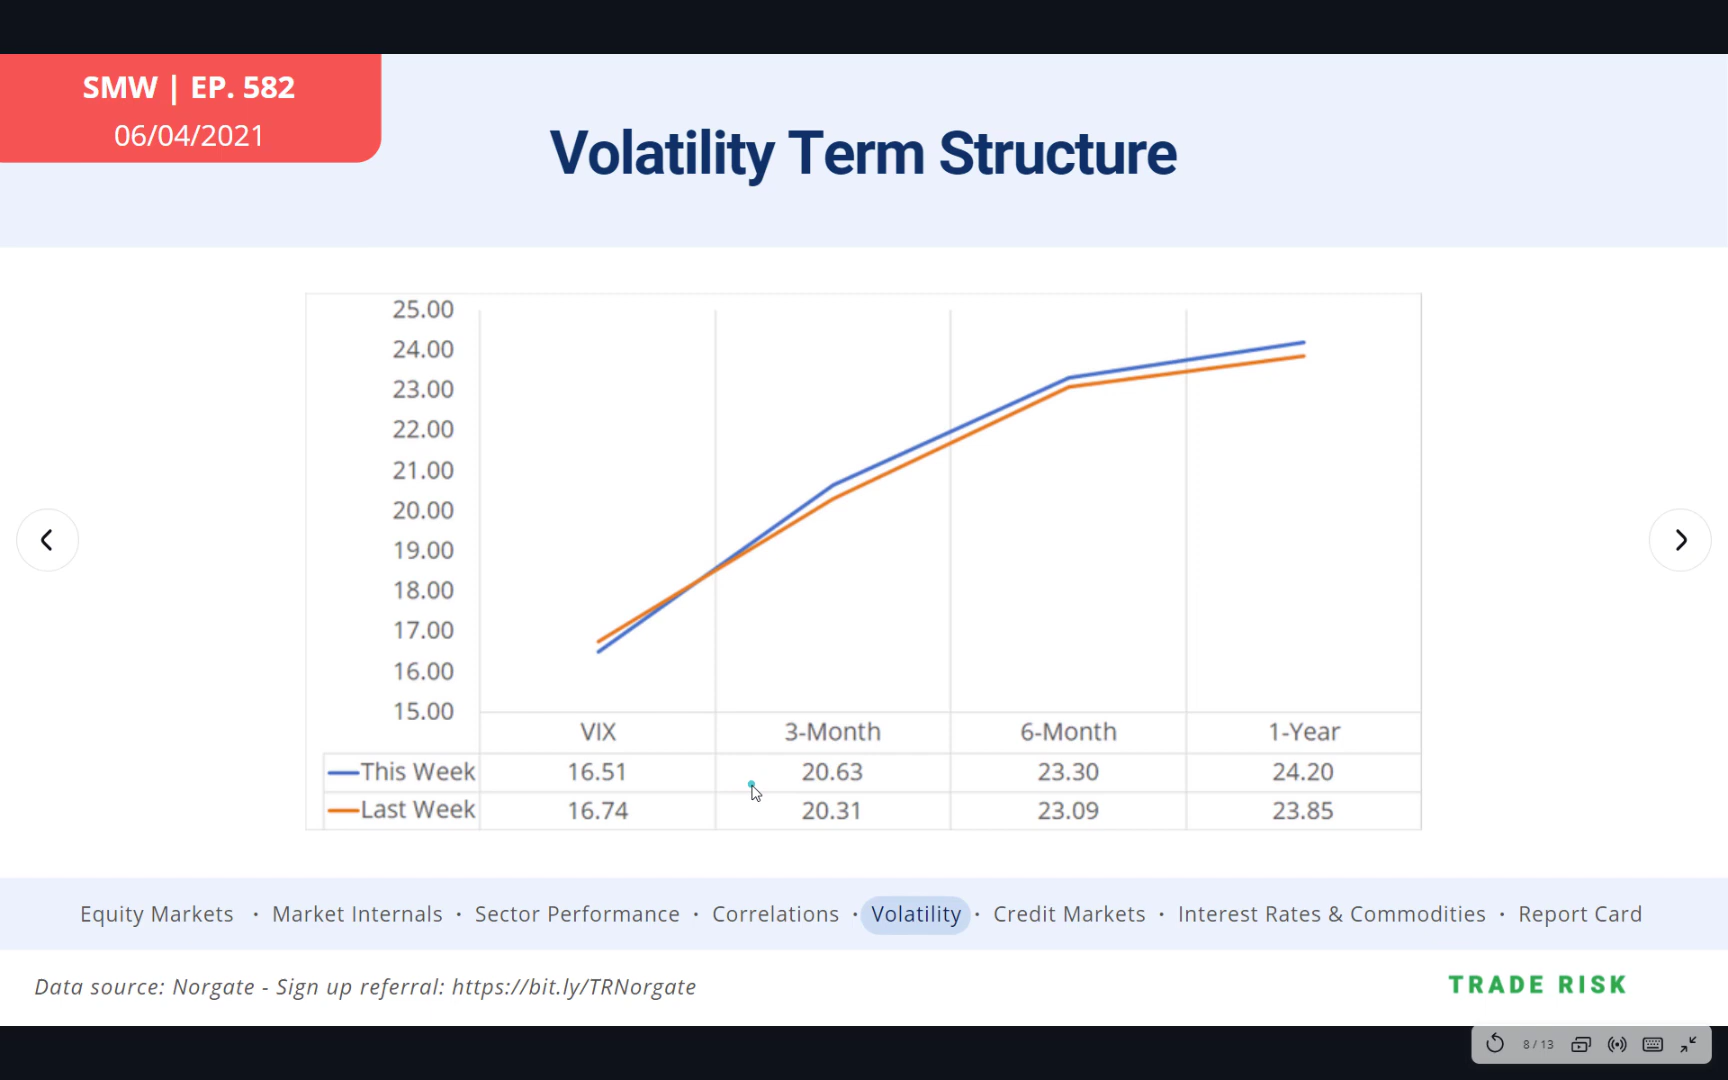 SMW | EP. 582
06/04/2021
Volatility Term Structure
25.00
24.00
23.00
22.00
21.00
20.00
19.00
18.00
17.00
16.00
15.00
VIX 3-Month 6-Month 1-Year
This Week 16.51 20.63 23.30 24.20
Last Week 16.74 20.31 23.09 23.85
Equity Markets · Market Internals · Sector Performance · Correlations · Volatility · Credit Markets · Interest Rates & Commodities · Report Card
Data source: Norgate - Sign up referral: https://bit.ly/TRNorgate
TRADE RISK
8 / 13